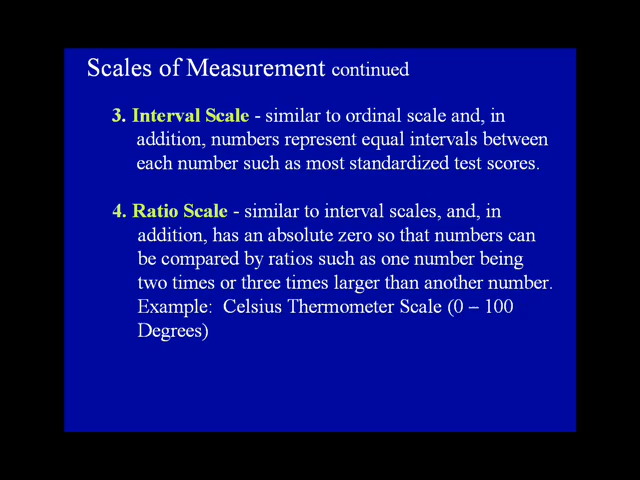 Scales of Measurement continued
3. Interval Scale - similar to ordinal scale and, in
addition, numbers represent equal intervals between
each number such as most standardized test scores.
4. Ratio Scale - similar to interval scales, and, in
addition, has an absolute zero so that numbers can
be compared by ratios such as one number being
two times or three times larger than another number.
Example:  Celsius Thermometer Scale (0 – 100
Degrees)